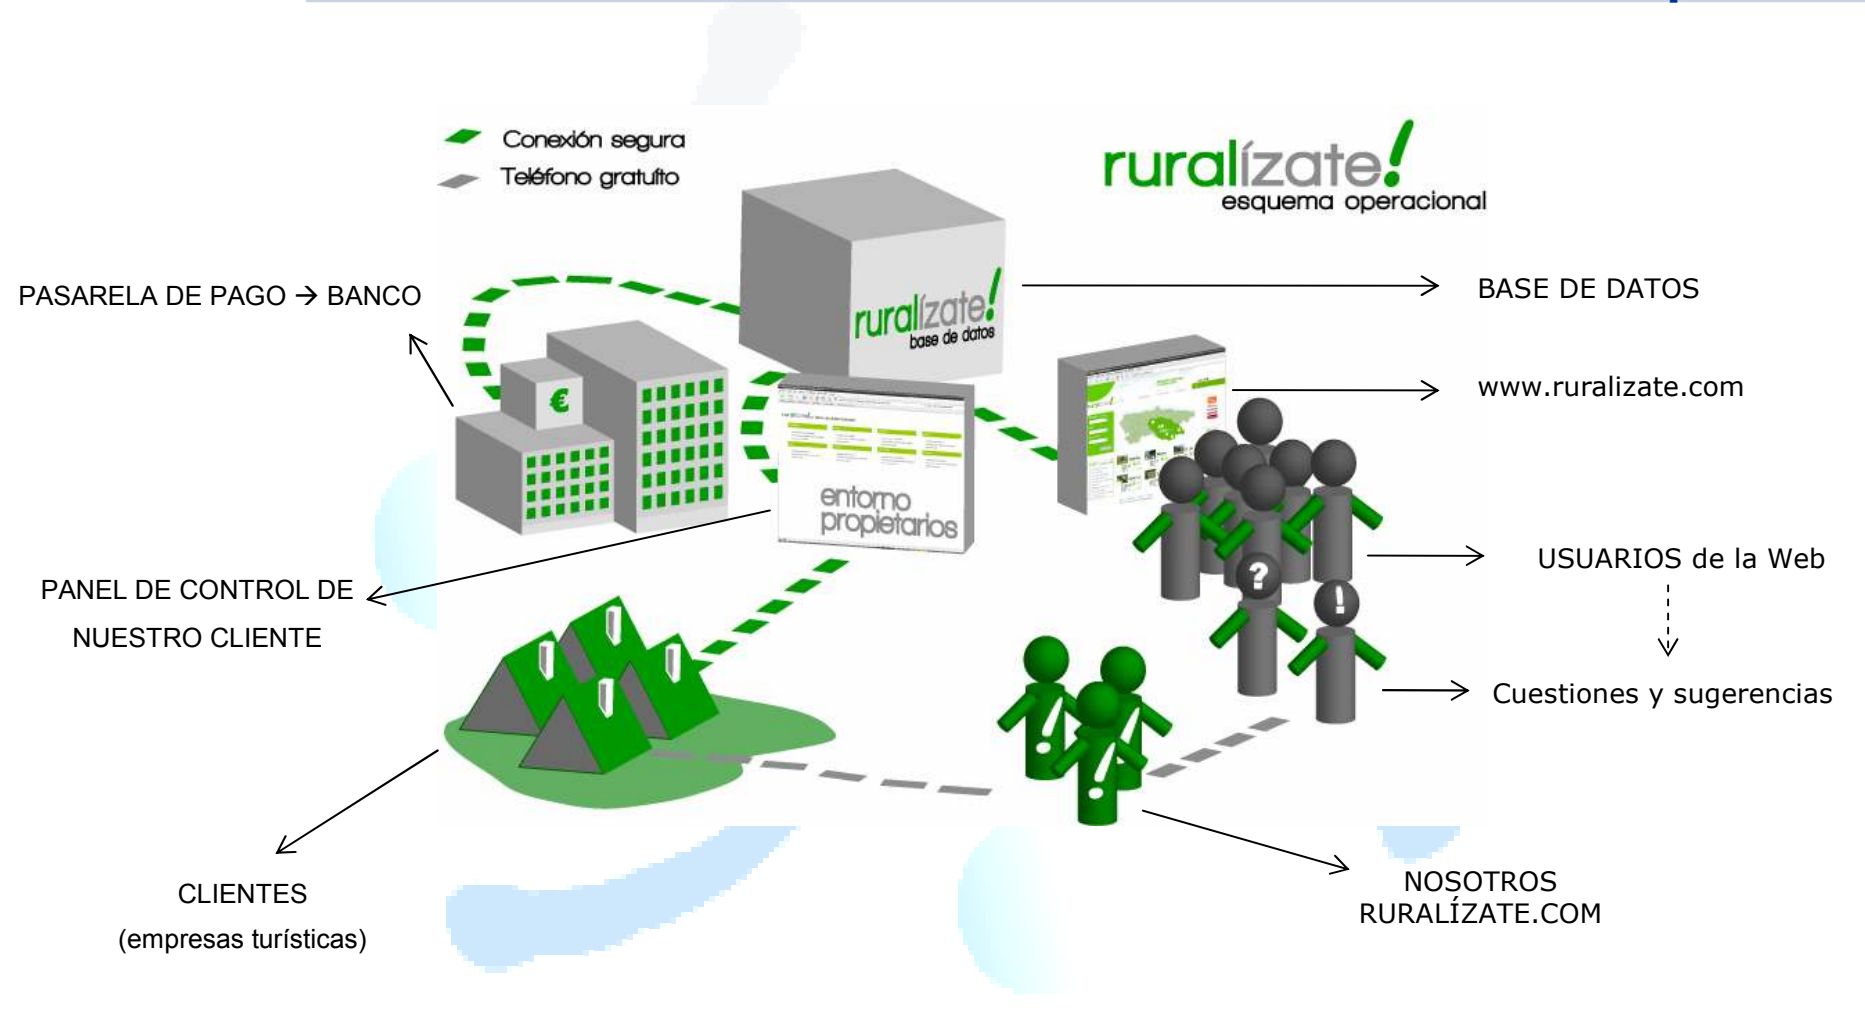 Conexión segura
Teléfono gratuíto
ruralízate!
esquema operacional
PASARELA DE PAGO → BANCO
ruralízate!
base de datos
BASE DE DATOS
€
www.ruralizate.com
entorno
propietarios
PANEL DE CONTROL DE
NUESTRO CLIENTE
USUARIOS de la Web
?
!
Cuestiones y sugerencias
! ! !
CLIENTES
(empresas turísticas)
NOSOTROS
RURALÍZATE.COM